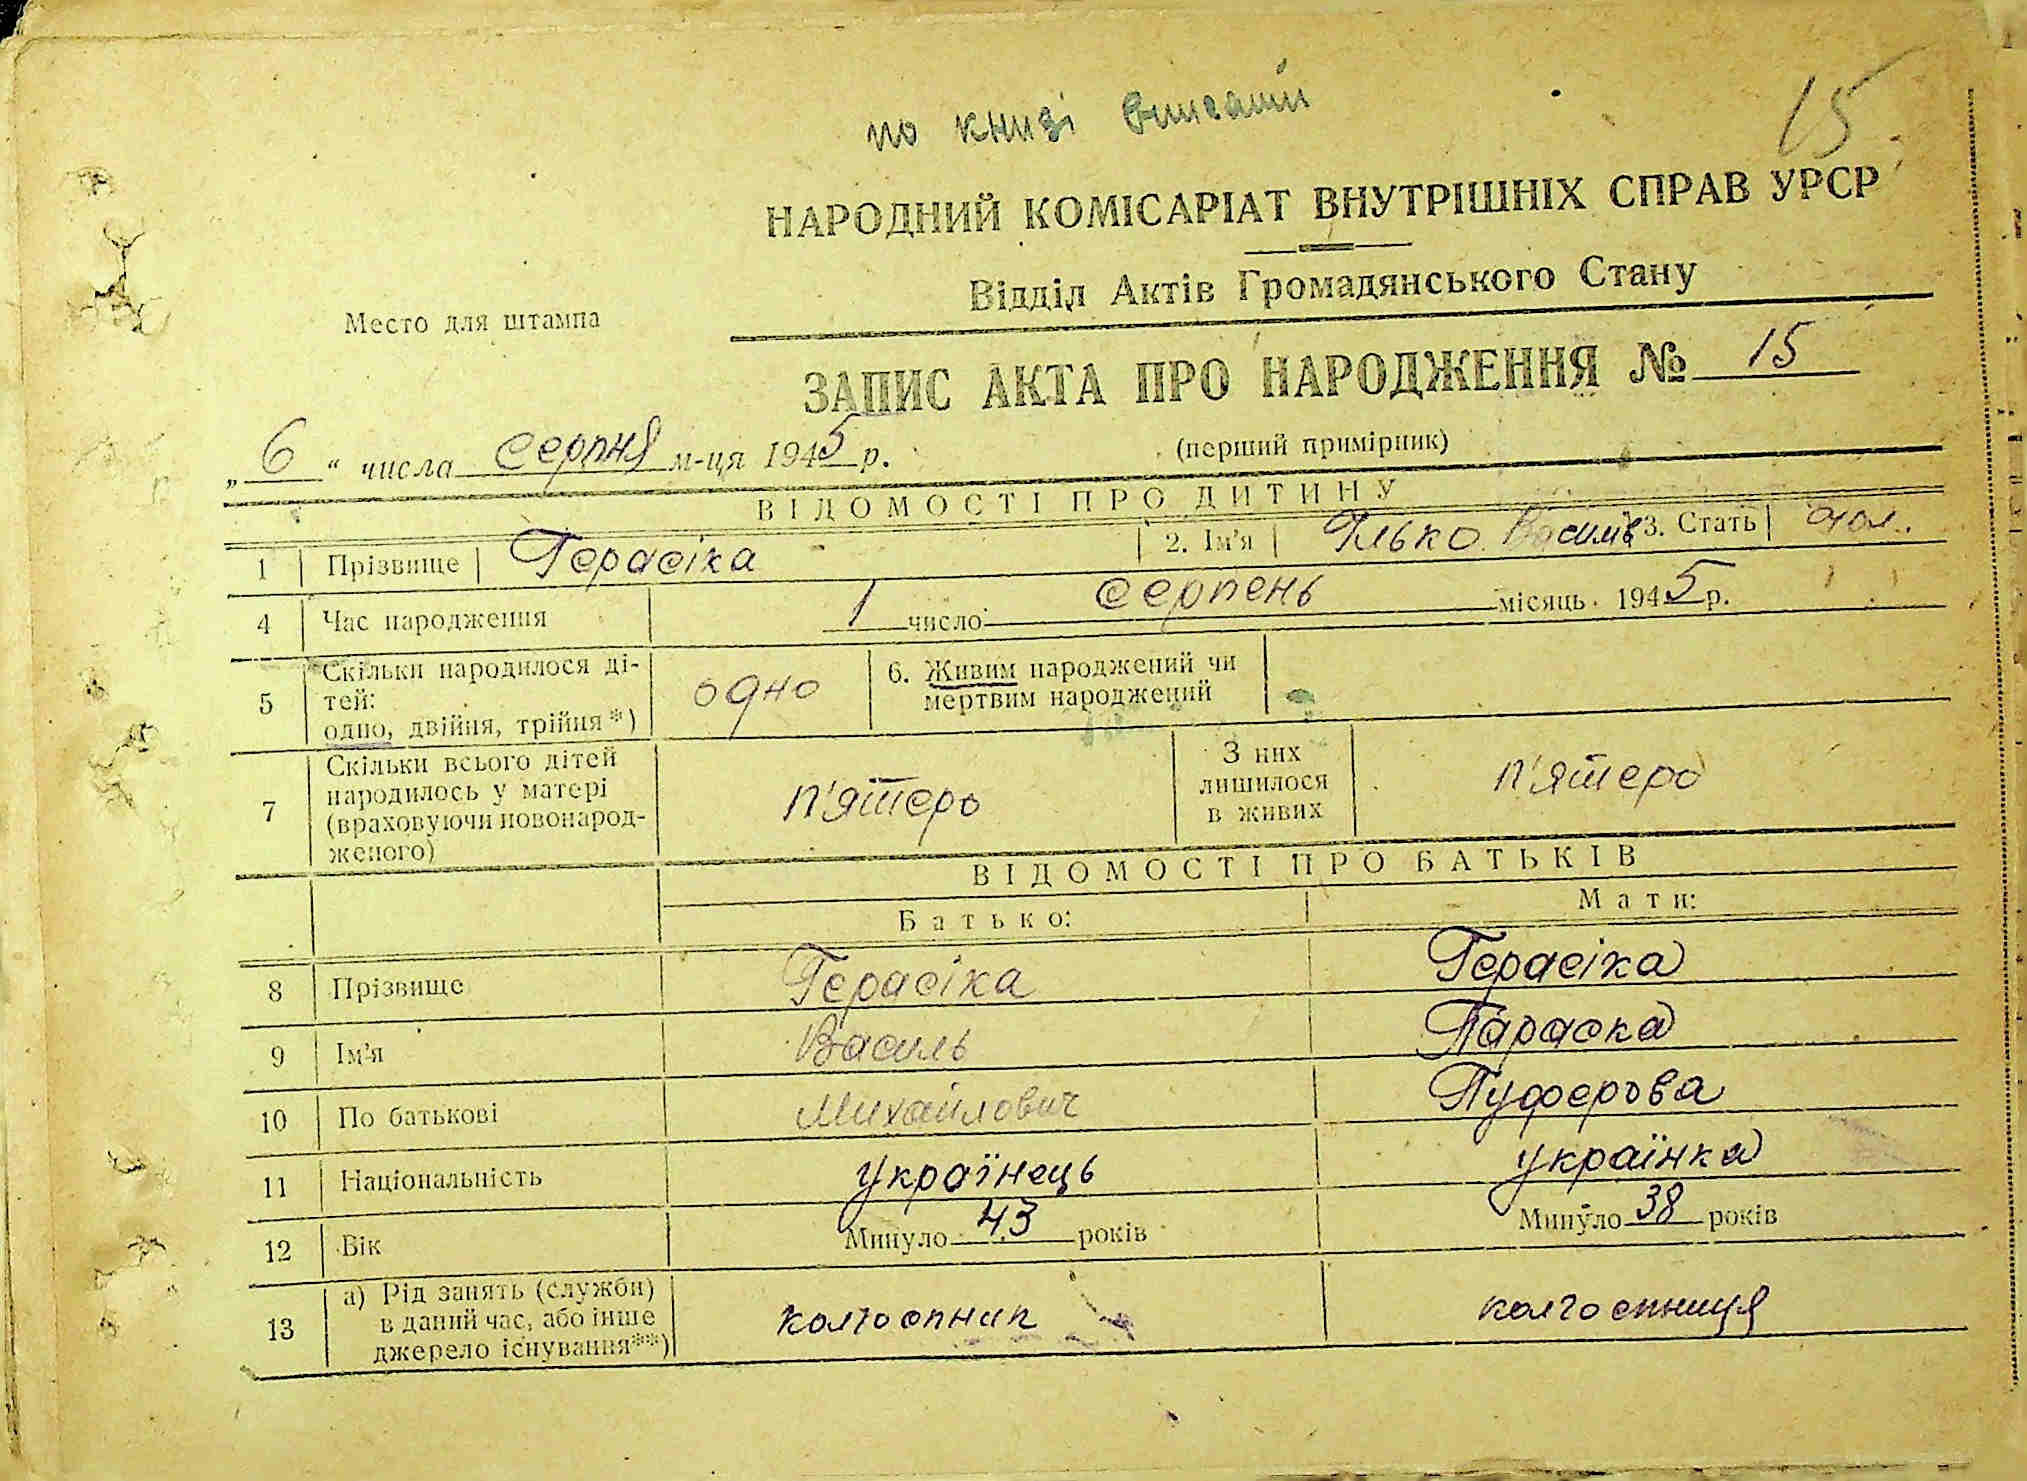 по книзі вписати
15
НАРОДНИЙ КОМІСАРІАТ ВНУТРІШНІХ СПРАВ УРСР
Відділ Актів Громадянського Стану
Место для штампа
ЗАПИС АКТА ПРО НАРОДЖЕННЯ № 15
„ 6 “ числа серпня м-ця 1945 р. (перший примірник)
ВІДОМОСТІ ПРО ДИТИНУ
1 Прізвище Герасіка 2. Ім'я Ілько 3. Стать чол.
4 Час народження 1 число серпень місяць 1945 р.
5 Скільки народилося дітей: одно, двійня, трійня*) одно 6. Живим народжений чи мертвим народжений
7 Скільки всього дітей народилось у матері (враховуючи новонародженого) п'ятеро З них лишилося в живих п'ятеро
ВІДОМОСТІ ПРО БАТЬКІВ
Батько: Мати:
8 Прізвище Герасіка Герасіка
9 Ім'я Василь Параска
10 По батькові Михайлович Пуферова
11 Національність українець українка
12 Вік Минуло 43 років Минуло 38 років
13 а) Рід занять (служби) в даний час, або інше джерело існування**) колгоспник колгоспниця